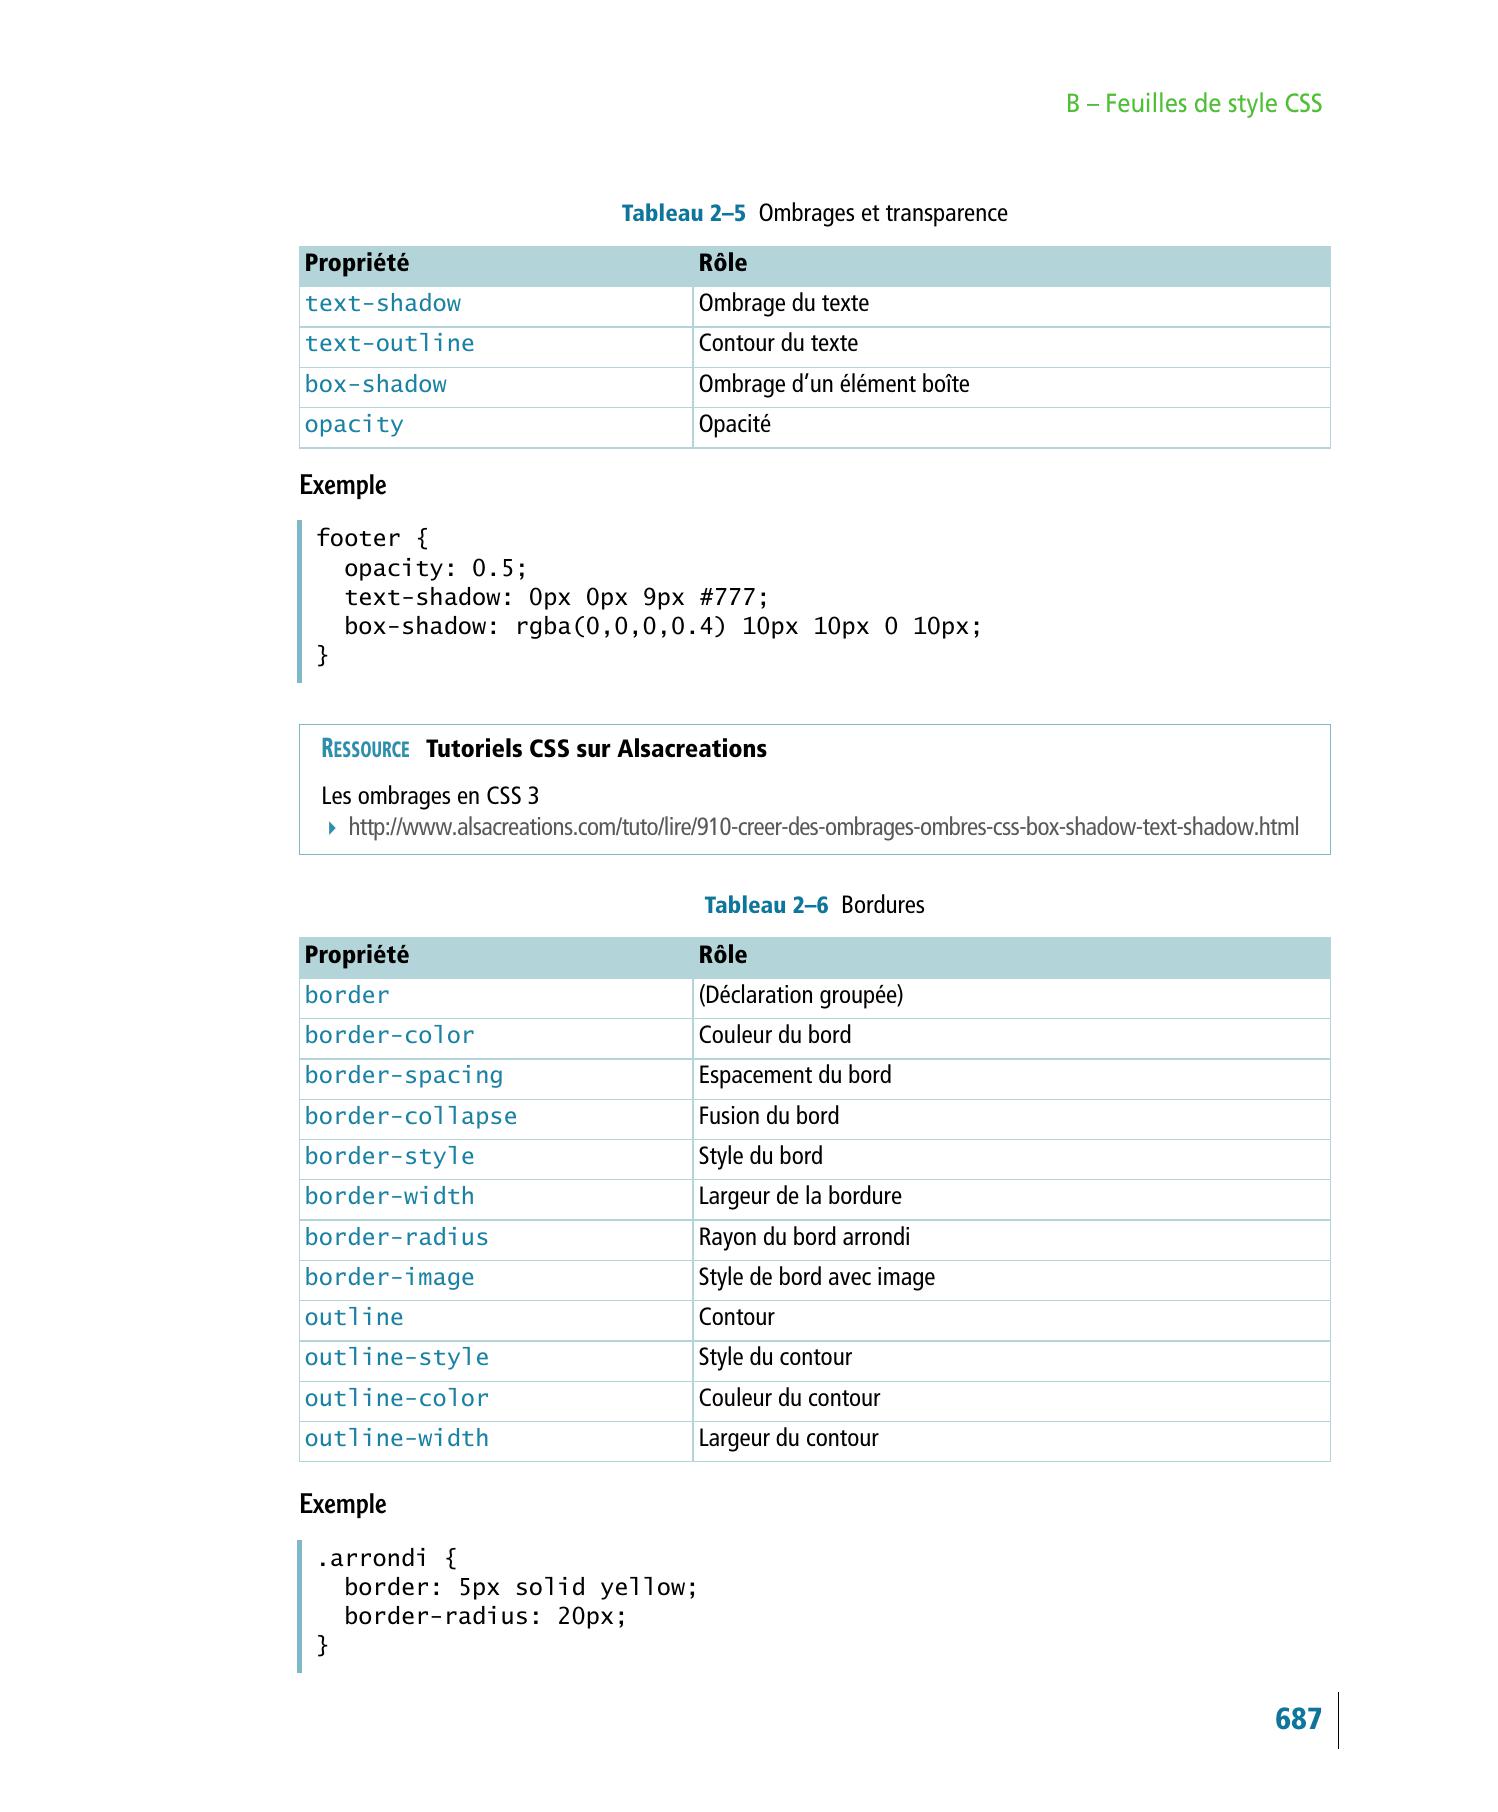 B – Feuilles de style CSS
Tableau 2–5 Ombrages et transparence
Propriété Rôle
text-shadow Ombrage du texte
text-outline Contour du texte
box-shadow Ombrage d’un élément boîte
opacity Opacité
Exemple
footer {
  opacity: 0.5;
  text-shadow: 0px 0px 9px #777;
  box-shadow: rgba(0,0,0,0.4) 10px 10px 0 10px;
}
RESSOURCE Tutoriels CSS sur Alsacreations
Les ombrages en CSS 3
http://www.alsacreations.com/tuto/lire/910-creer-des-ombrages-ombres-css-box-shadow-text-shadow.html
Tableau 2–6 Bordures
Propriété Rôle
border (Déclaration groupée)
border-color Couleur du bord
border-spacing Espacement du bord
border-collapse Fusion du bord
border-style Style du bord
border-width Largeur de la bordure
border-radius Rayon du bord arrondi
border-image Style de bord avec image
outline Contour
outline-style Style du contour
outline-color Couleur du contour
outline-width Largeur du contour
Exemple
.arrondi {
  border: 5px solid yellow;
  border-radius: 20px;
}
687